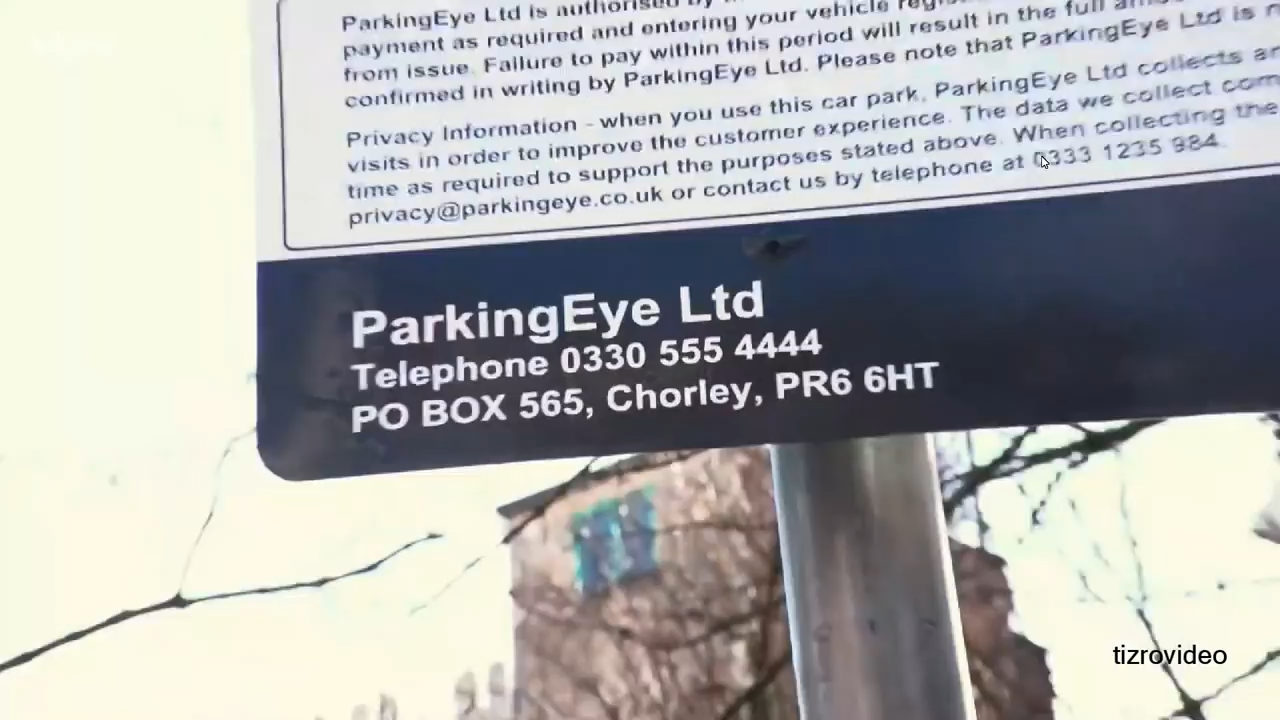 ParkingEye Ltd is authorised by
payment as required and entering your vehicle
from issue. Failure to pay within this period will result in the full
confirmed in writing by ParkingEye Ltd. Please note that ParkingEye Ltd is
Privacy Information - when you use this car park, ParkingEye Ltd collects
visits in order to improve the customer experience. The data we collect
time as required to support the purposes stated above. When collecting the
privacy@parkingeye.co.uk or contact us by telephone at 0333 1235 984.
ParkingEye Ltd
Telephone 0330 555 4444
PO BOX 565, Chorley, PR6 6HT
tizrovideo